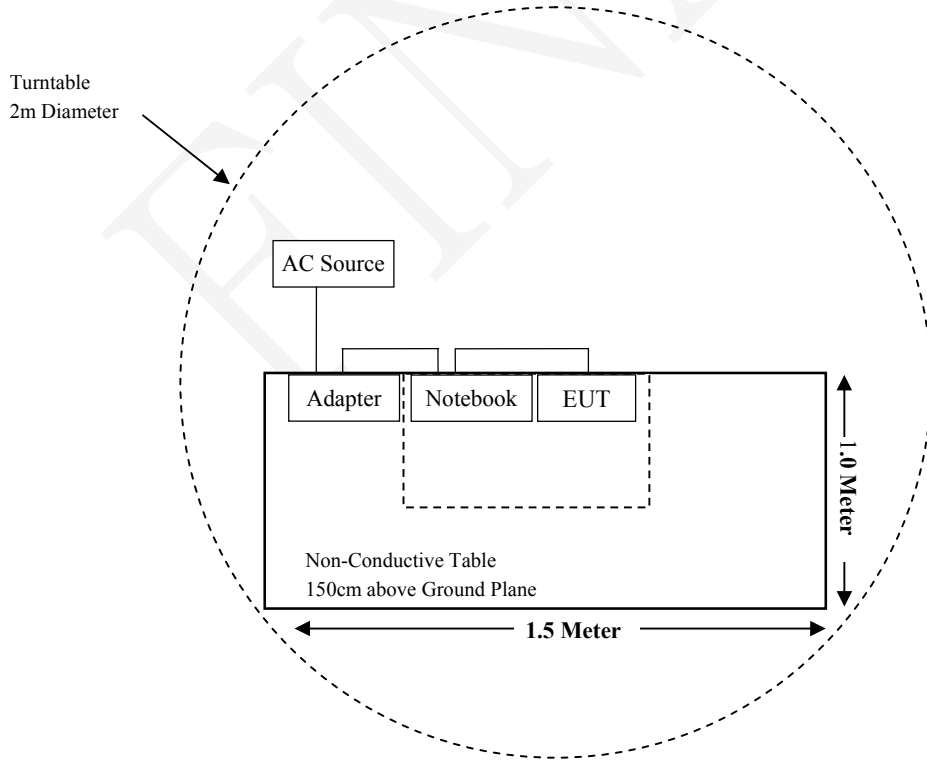 Turntable
2m Diameter
AC Source
Adapter
Notebook
EUT
1.0 Meter
Non-Conductive Table
150cm above Ground Plane
1.5 Meter